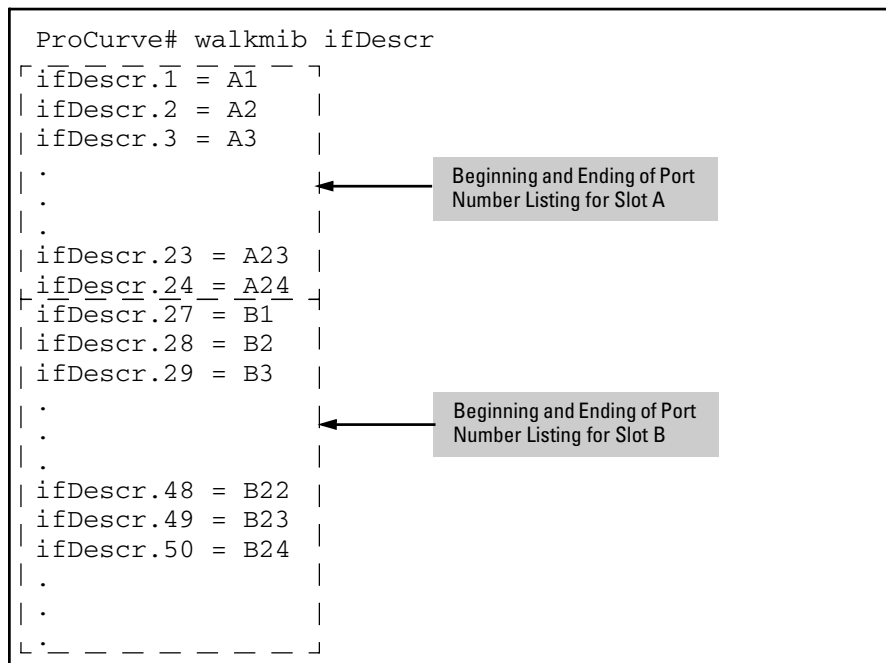 ProCurve# walkmib ifDescr
ifDescr.1 = A1
ifDescr.2 = A2
ifDescr.3 = A3
.
.
.
ifDescr.23 = A23
ifDescr.24 = A24
Beginning and Ending of Port
Number Listing for Slot A
ifDescr.27 = B1
ifDescr.28 = B2
ifDescr.29 = B3
.
.
.
ifDescr.48 = B22
ifDescr.49 = B23
ifDescr.50 = B24
.
.
.
Beginning and Ending of Port
Number Listing for Slot B